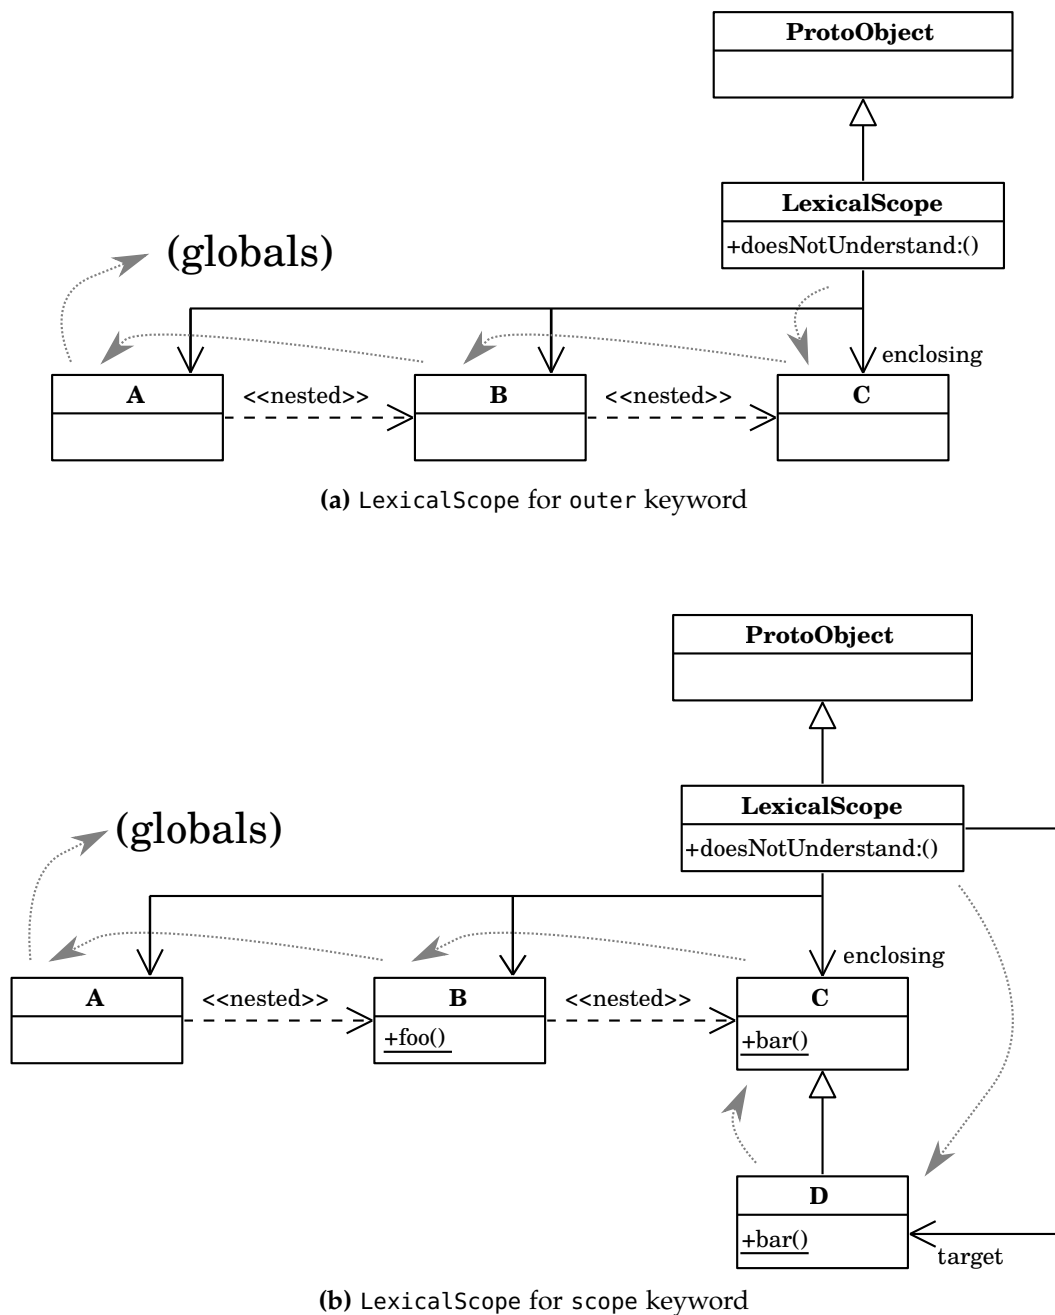 ProtoObject
LexicalScope
+doesNotUnderstand:()
(globals)
enclosing
A
<<nested>>
B
<<nested>>
C
(a) LexicalScope for outer keyword
ProtoObject
LexicalScope
+doesNotUnderstand:()
(globals)
enclosing
A
<<nested>>
B
+foo()
<<nested>>
C
+bar()
D
+bar()
target
(b) LexicalScope for scope keyword